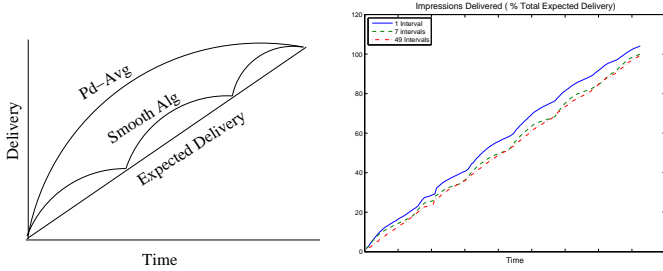 Pd-Avg
Smooth Alg
Expected Delivery
Delivery
Time
Impressions Delivered ( % Total Expected Delivery)
1 Interval
7 intervals
49 Intervals
120
100
80
60
40
20
0
Time